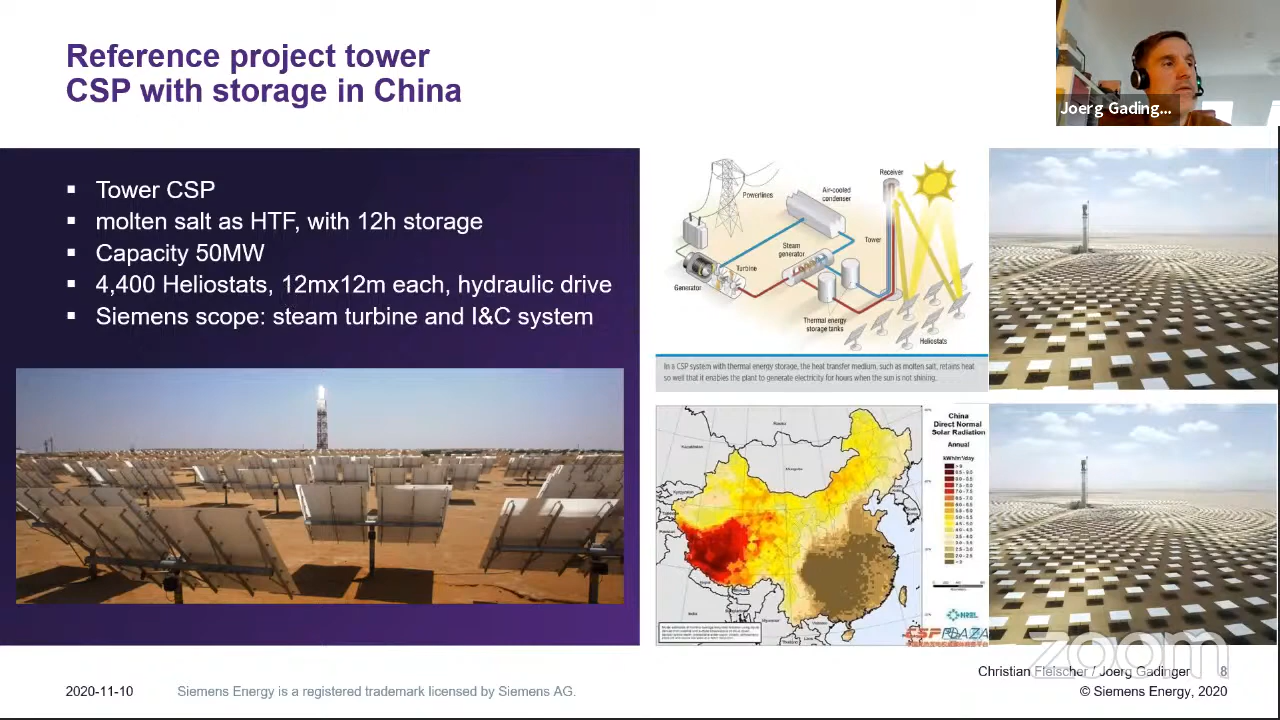 Reference project tower
CSP with storage in China
Joerg Gading...
▪ Tower CSP
▪ molten salt as HTF, with 12h storage
▪ Capacity 50MW
▪ 4,400 Heliostats, 12mx12m each, hydraulic drive
▪ Siemens scope: steam turbine and I&C system
Powerlines
Air-cooled
condenser
Receiver
Steam
generator
Tower
Turbine
Generator
Thermal energy
storage tanks
Heliostats
In a CSP system with thermal energy storage, the heat transfer medium, such as molten salt, retains heat
so well that it enables the plant to generate electricity for hours when the sun is not shining.
China
Direct Normal
Solar Radiation
Annual
kWh/m²/day
Russia
Kazakhstan
Mongolia
India
NREL
CSP PLAZA
zoom
Christian Fleischer / Joerg Gadinger 8
2020-11-10 Siemens Energy is a registered trademark licensed by Siemens AG.
© Siemens Energy, 2020